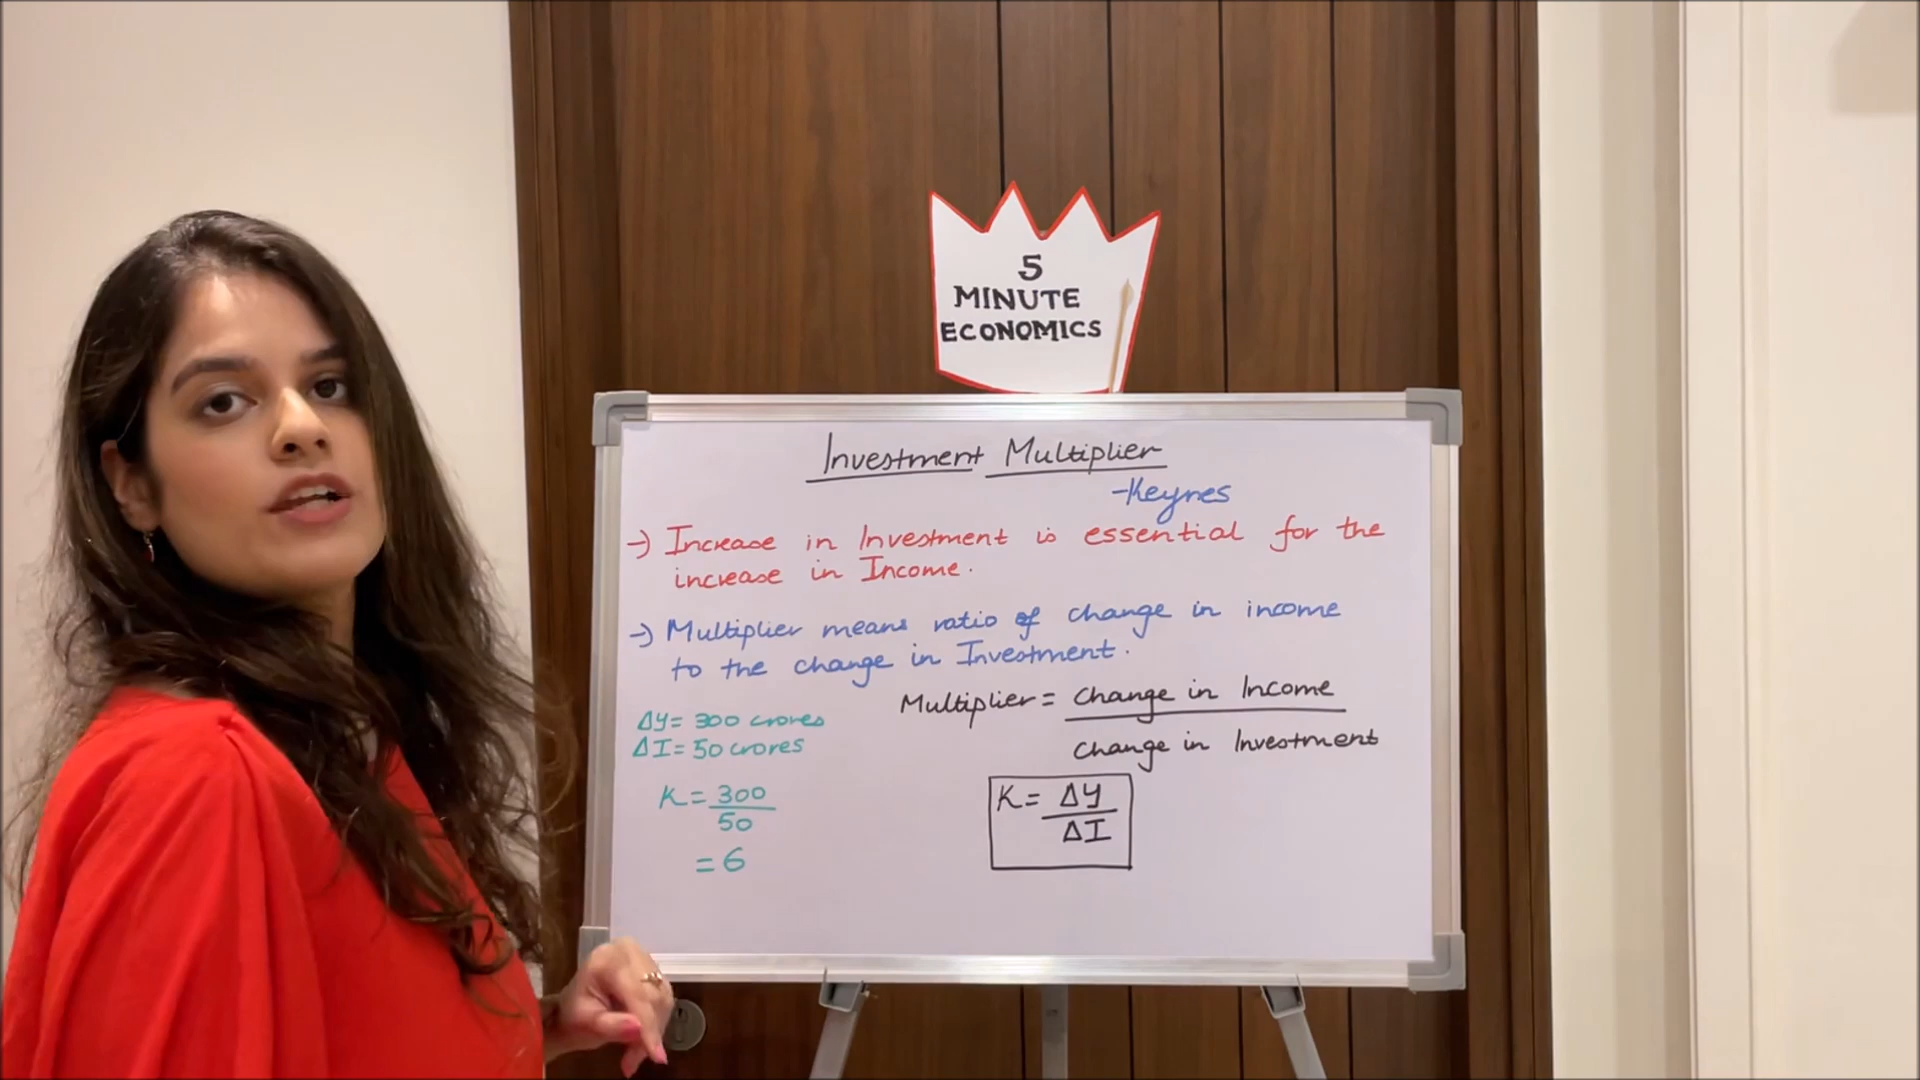 5
MINUTE
ECONOMICS
Investment Multiplier
-Keynes
→) Increase in Investment is essential for the
increase in Income.
→) Multiplier means ratio of change in income
to the change in Investment.
Multiplier = Change in Income
Change in Investment
ΔY= 300 crores
ΔI= 50 crores
K = 300
50
= 6
K = ΔY
ΔI